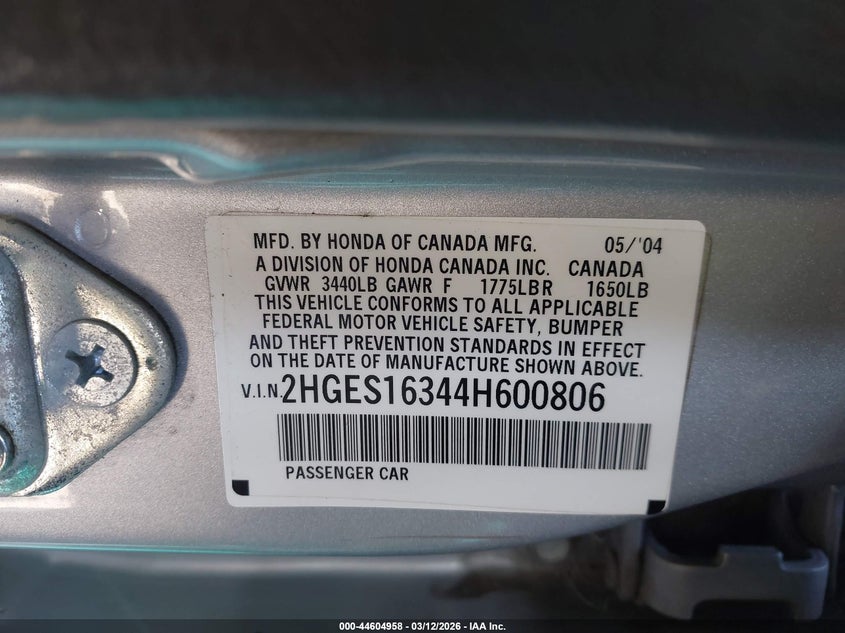 MFD. BY HONDA OF CANADA MFG. 05/'04
A DIVISION OF HONDA CANADA INC. CANADA
GVWR 3440LB GAWR F 1775LBR 1650LB
THIS VEHICLE CONFORMS TO ALL APPLICABLE
FEDERAL MOTOR VEHICLE SAFETY, BUMPER
AND THEFT PREVENTION STANDARDS IN EFFECT
ON THE DATE OF MANUFACTURE SHOWN ABOVE.
V.I.N. 2HGES16344H600806
PASSENGER CAR
000-44604958 - 03/12/2026 - IAA Inc.